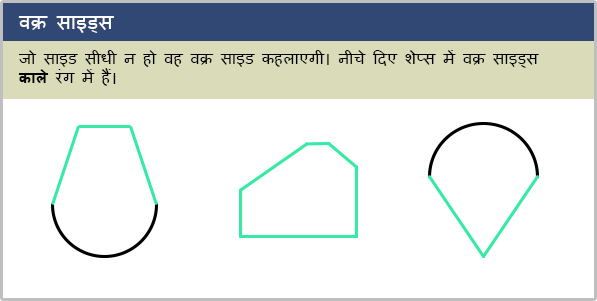 वक्र साइड्स
जो साइड सीधी न हो वह वक्र साइड कहलाएगी। नीचे दिए शेप्स में वक्र साइड्स
काले रंग में हैं।